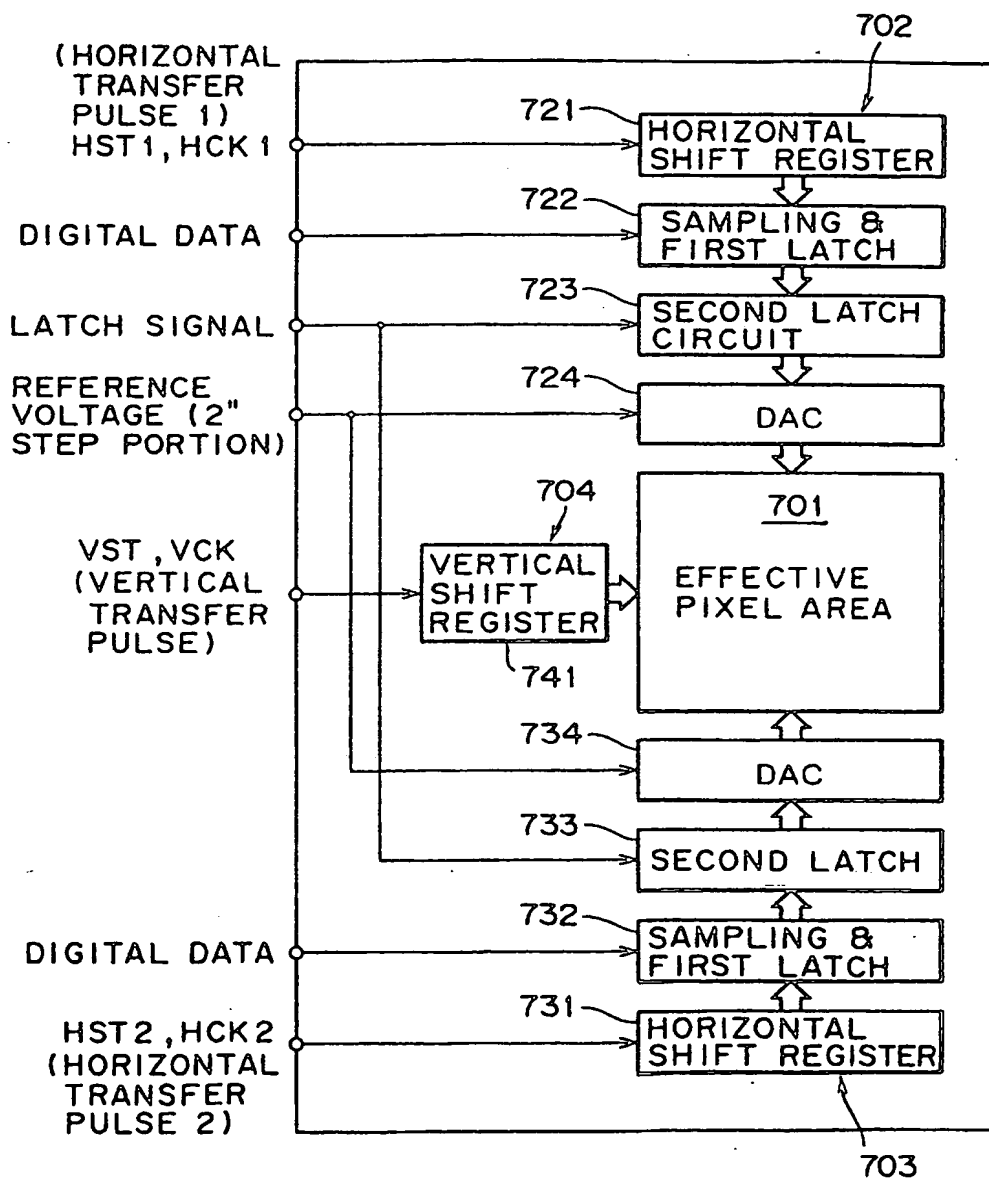 702
(HORIZONTAL
TRANSFER
PULSE 1)
HST1, HCK1
721
HORIZONTAL
SHIFT REGISTER
722
DIGITAL DATA
SAMPLING &
FIRST LATCH
723
LATCH SIGNAL
SECOND LATCH
CIRCUIT
724
REFERENCE
VOLTAGE (2"
STEP PORTION)
DAC
704
701
VST, VCK
(VERTICAL
TRANSFER
PULSE)
VERTICAL
SHIFT
REGISTER
EFFECTIVE
PIXEL AREA
741
734
DAC
733
SECOND LATCH
732
DIGITAL DATA
SAMPLING &
FIRST LATCH
731
HST2, HCK2
(HORIZONTAL
TRANSFER
PULSE 2)
HORIZONTAL
SHIFT REGISTER
703